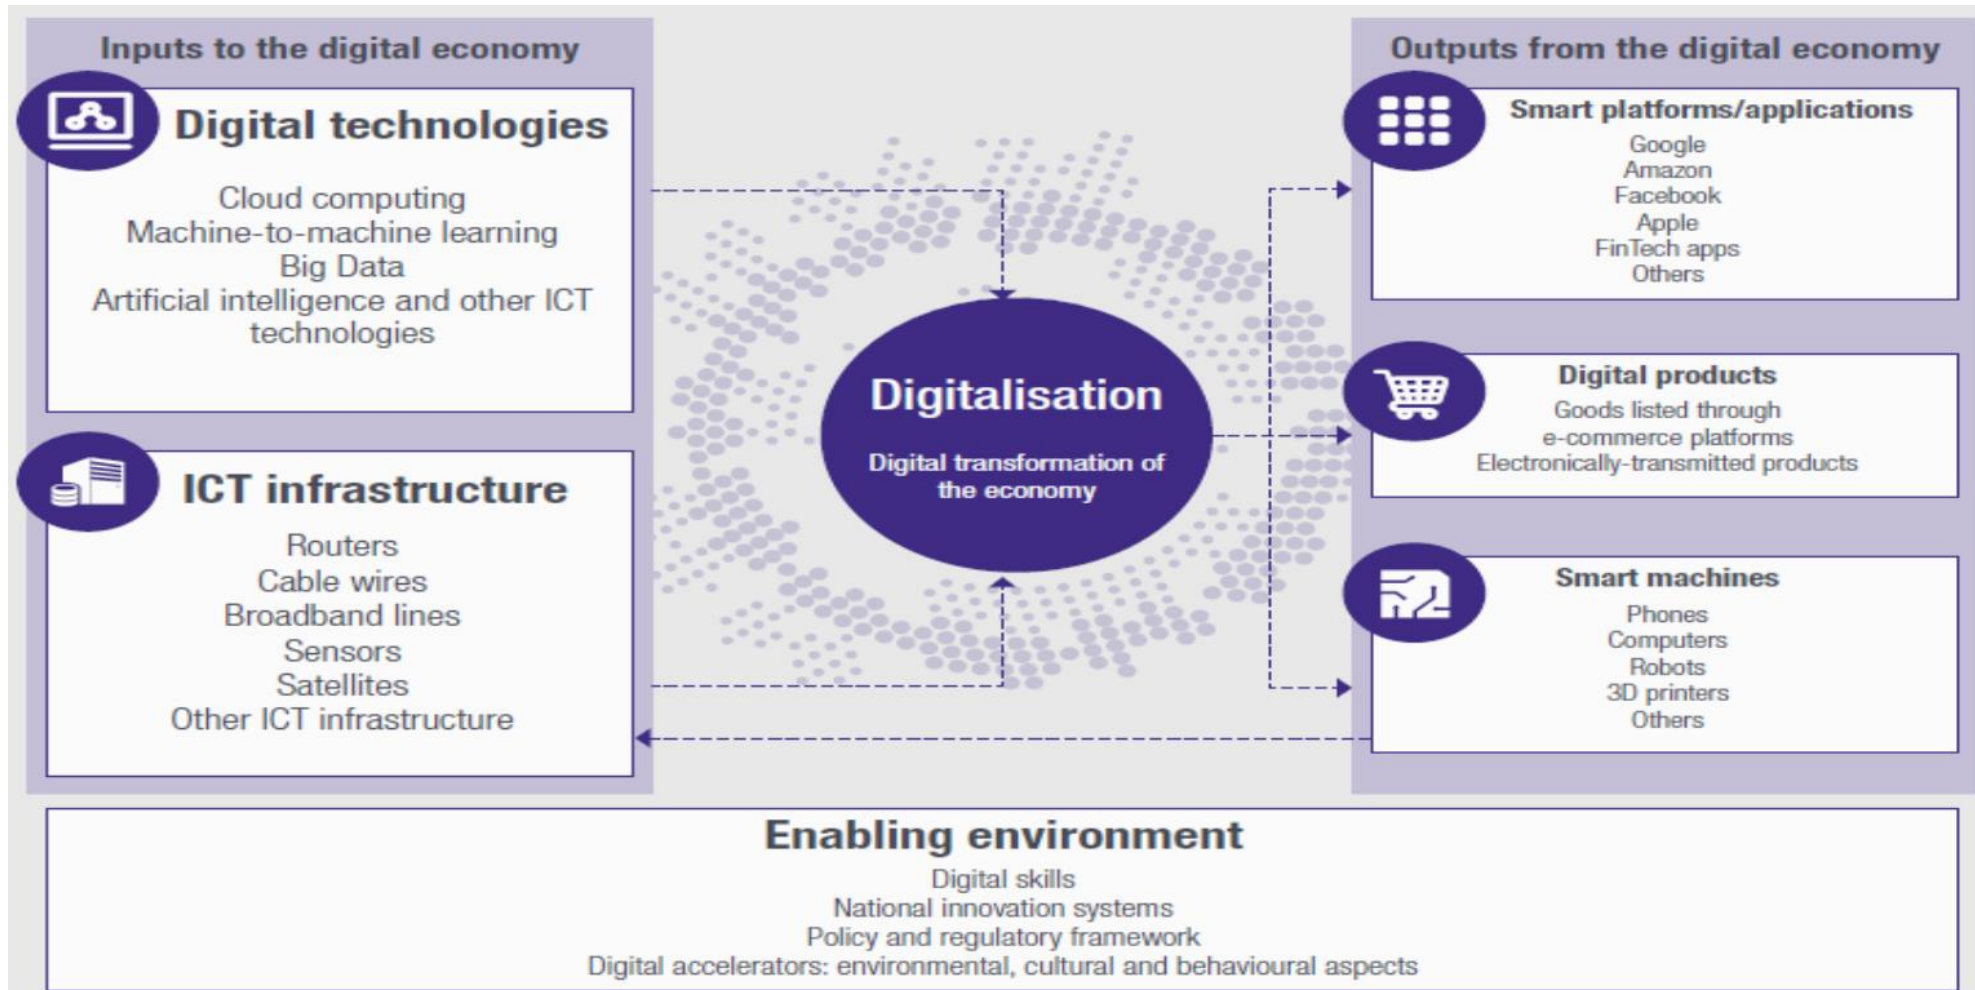 Inputs to the digital economy
Digital technologies
Cloud computing
Machine-to-machine learning
Big Data
Artificial intelligence and other ICT
technologies
ICT infrastructure
Routers
Cable wires
Broadband lines
Sensors
Satellites
Other ICT infrastructure
Digitalisation
Digital transformation of
the economy
Outputs from the digital economy
Smart platforms/applications
Google
Amazon
Facebook
Apple
FinTech apps
Others
Digital products
Goods listed through
e-commerce platforms
Electronically-transmitted products
Smart machines
Phones
Computers
Robots
3D printers
Others
Enabling environment
Digital skills
National innovation systems
Policy and regulatory framework
Digital accelerators: environmental, cultural and behavioural aspects